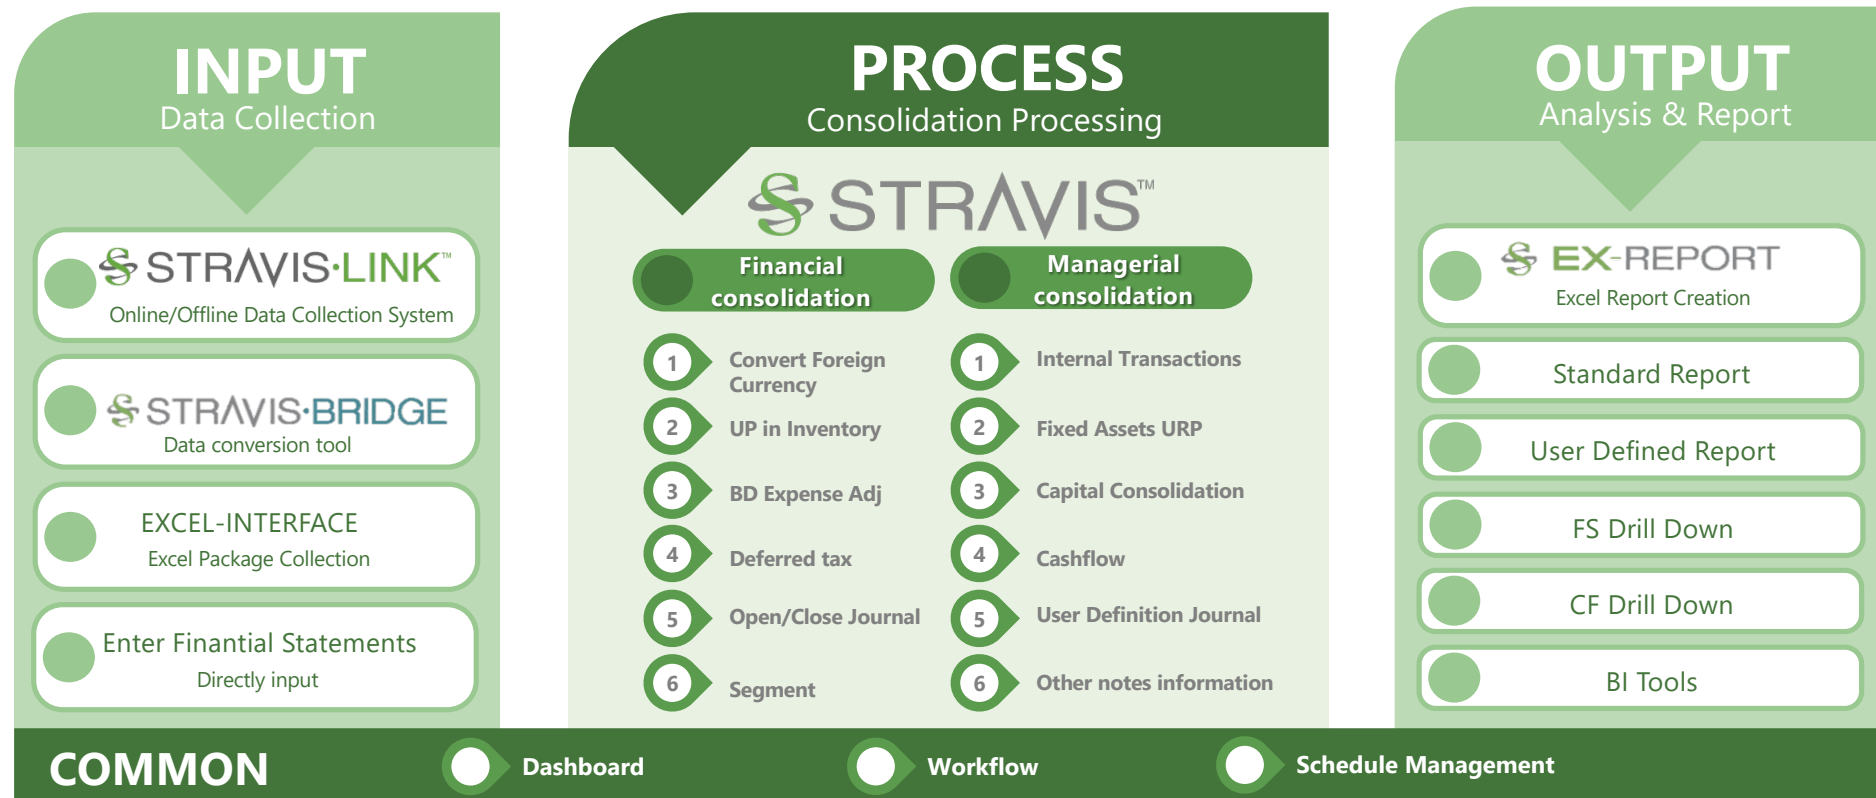 INPUT
Data Collection
STRAVIS·LINK™
Online/Offline Data Collection System
STRAVIS·BRIDGE
Data conversion tool
EXCEL-INTERFACE
Excel Package Collection
Enter Finantial Statements
Directly input
PROCESS
Consolidation Processing
STRAVIS™
Financial
consolidation
1 Convert Foreign
Currency
2 UP in Inventory
3 BD Expense Adj
4 Deferred tax
5 Open/Close Journal
6 Segment
Managerial
consolidation
1 Internal Transactions
2 Fixed Assets URP
3 Capital Consolidation
4 Cashflow
5 User Definition Journal
6 Other notes information
OUTPUT
Analysis & Report
EX-REPORT
Excel Report Creation
Standard Report
User Defined Report
FS Drill Down
CF Drill Down
BI Tools
COMMON
Dashboard
Workflow
Schedule Management